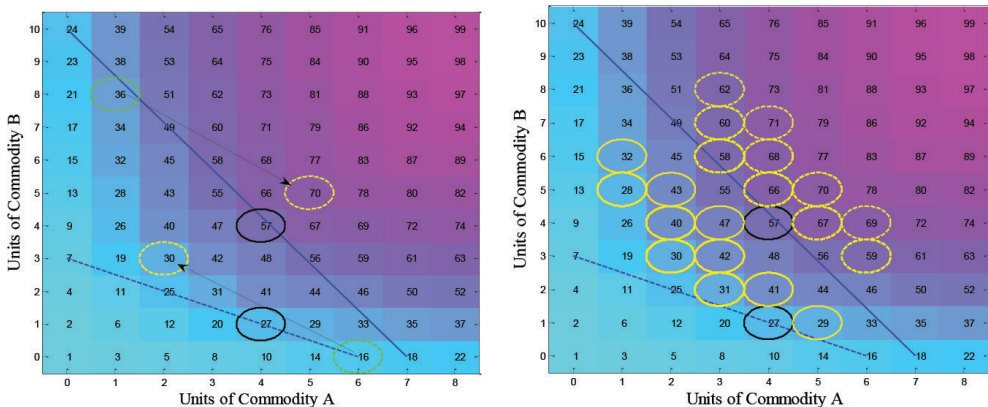 Units of Commodity B
10 24 39 54 65 76 85 91 96 99
9 23 38 53 64 75 84 90 95 98
8 21 36 51 62 73 81 88 93 97
7 17 34 49 60 71 79 86 92 94
6 15 32 45 58 68 77 83 87 89
5 13 28 43 55 66 70 78 80 82
4 9 26 40 47 57 67 69 72 74
3 7 19 30 42 48 56 59 61 63
2 4 11 25 31 41 44 46 50 52
1 2 6 12 20 27 29 33 35 37
0 1 3 5 8 10 14 16 18 22
0 1 2 3 4 5 6 7 8
Units of Commodity A
Units of Commodity B
10 24 39 54 65 76 85 91 96 99
9 23 38 53 64 75 84 90 95 98
8 21 36 51 62 73 81 88 93 97
7 17 34 49 60 71 79 86 92 94
6 15 32 45 58 68 77 83 87 89
5 13 28 43 55 66 70 78 80 82
4 9 26 40 47 57 67 69 72 74
3 7 19 30 42 48 56 59 61 63
2 4 11 25 31 41 44 46 50 52
1 2 6 12 20 27 29 33 35 37
0 1 3 5 8 10 14 16 18 22
0 1 2 3 4 5 6 7 8
Units of Commodity A